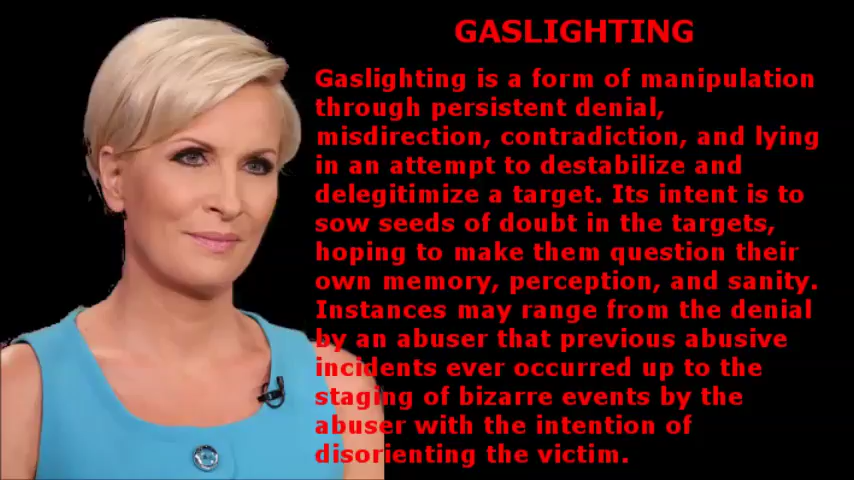 GASLIGHTING
Gaslighting is a form of manipulation
through persistent denial,
misdirection, contradiction, and lying
in an attempt to destabilize and
delegitimize a target. Its intent is to
sow seeds of doubt in the targets,
hoping to make them question their
own memory, perception, and sanity.
Instances may range from the denial
by an abuser that previous abusive
incidents ever occurred up to the
staging of bizarre events by the
abuser with the intention of
disorienting the victim.